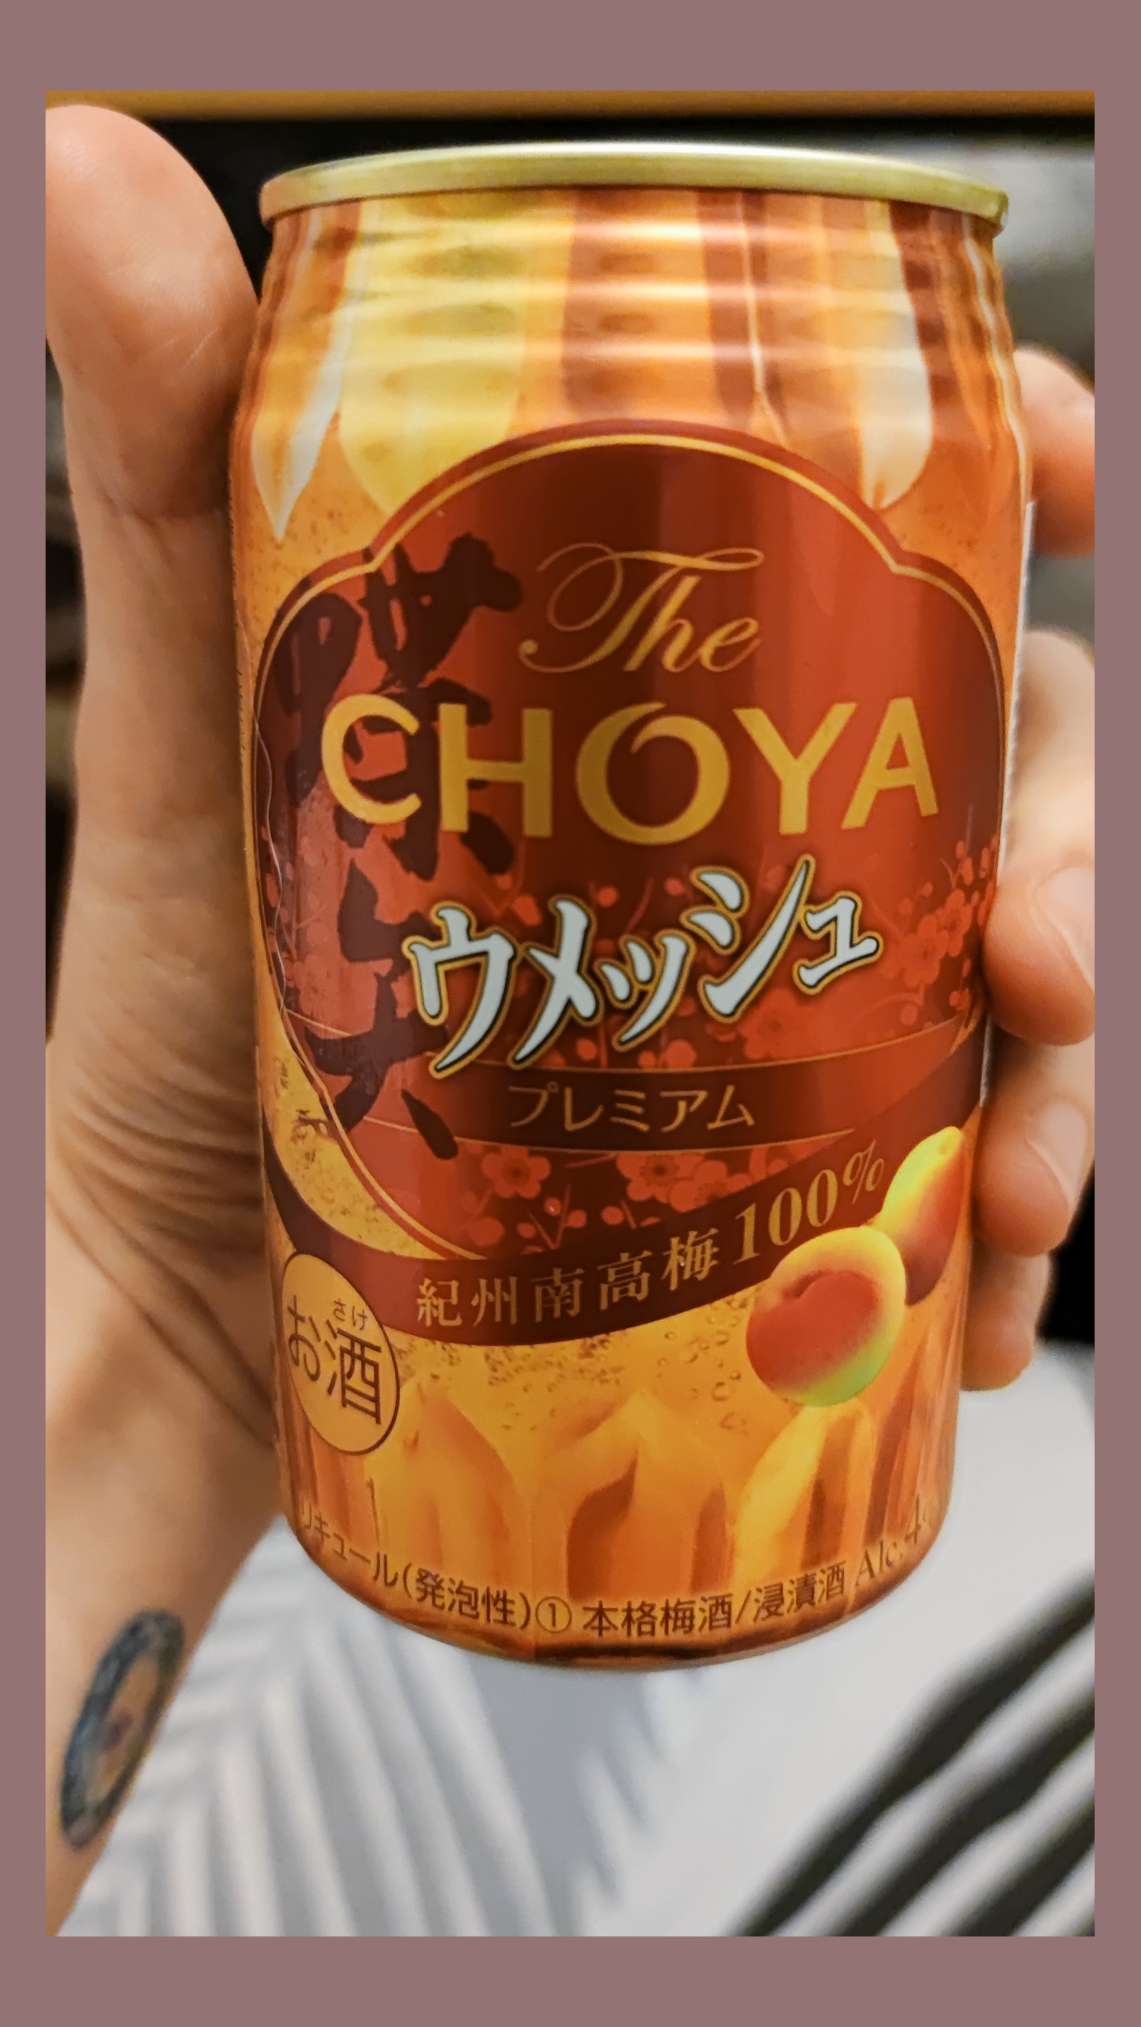 The
CHOYA
ウメッシュ
プレミアム
紀州南高梅100%
さけ
お酒
リキュール(発泡性)① 本格梅酒/浸漬酒 Alc.4%